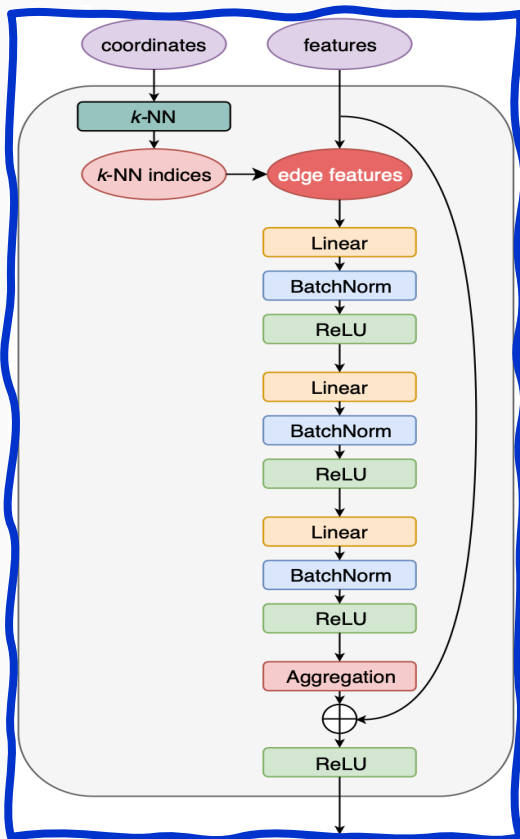 coordinates
features
k-NN
k-NN indices
edge features
Linear
BatchNorm
ReLU
Linear
BatchNorm
ReLU
Linear
BatchNorm
ReLU
Aggregation
ReLU